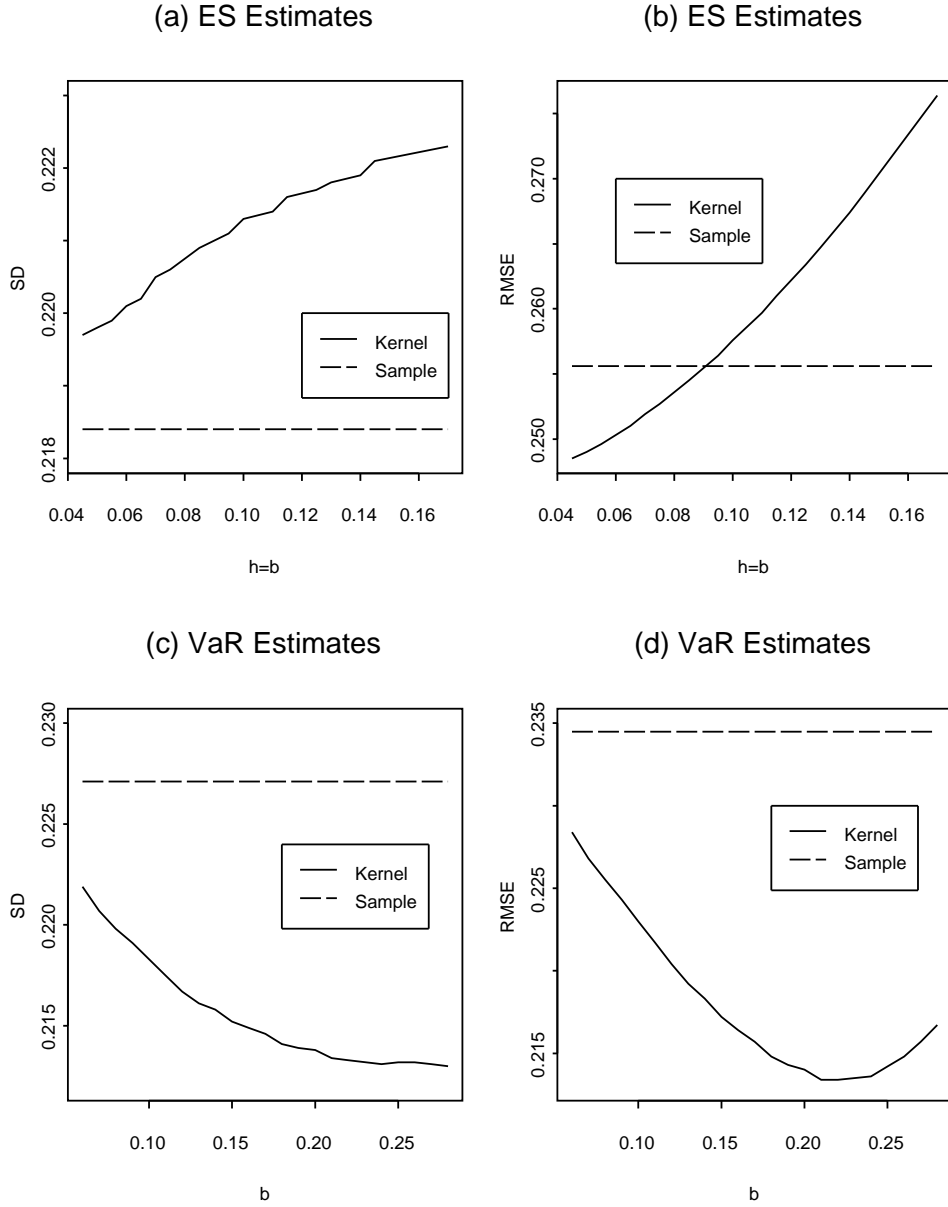 (a) ES Estimates
SD
0.218
0.220
0.222
Kernel
Sample
0.04 0.06 0.08 0.10 0.12 0.14 0.16
h=b
(b) ES Estimates
RMSE
0.250
0.260
0.270
Kernel
Sample
0.04 0.06 0.08 0.10 0.12 0.14 0.16
h=b
(c) VaR Estimates
SD
0.215
0.220
0.225
0.230
Kernel
Sample
0.10 0.15 0.20 0.25
b
(d) VaR Estimates
RMSE
0.215
0.225
0.235
Kernel
Sample
0.10 0.15 0.20 0.25
b